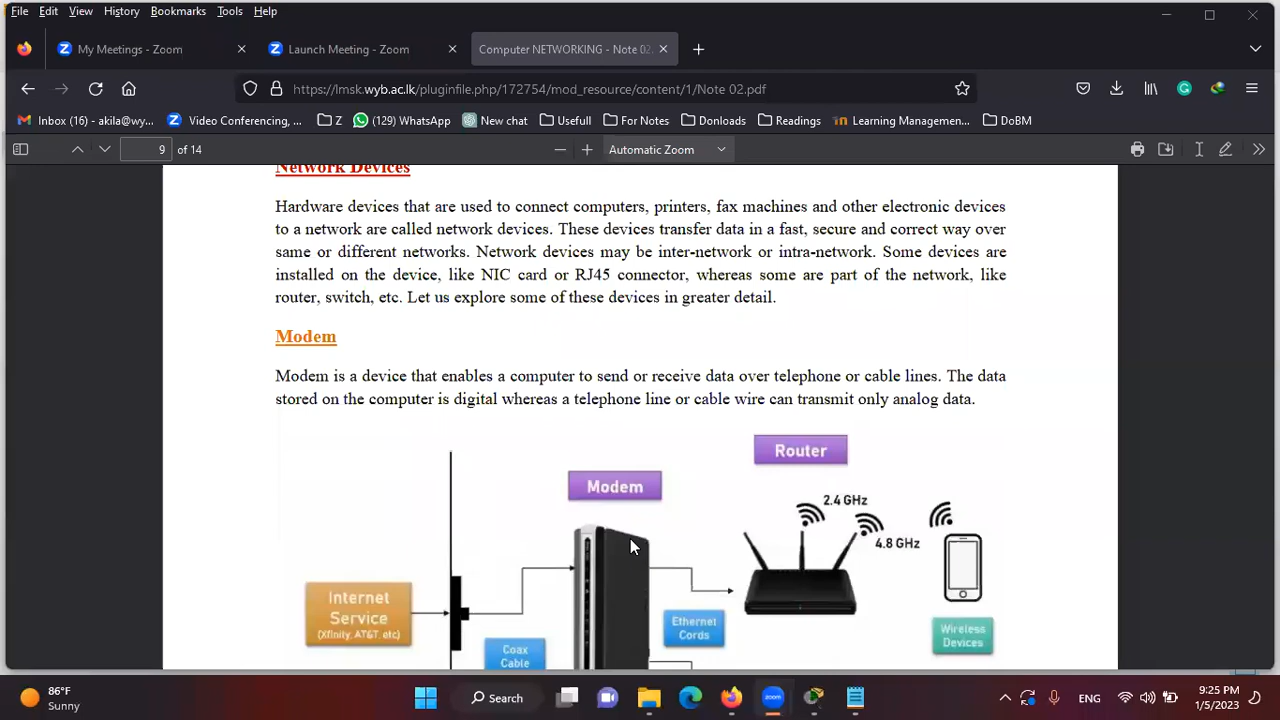 File Edit View History Bookmarks Tools Help
My Meetings - Zoom
Launch Meeting - Zoom
Computer NETWORKING - Note 02.
https://lmsk.wyb.ac.lk/pluginfile.php/172754/mod_resource/content/1/Note 02.pdf
Inbox (16) - akila@wy...
Video Conferencing, ...
Z
(129) WhatsApp
New chat
Usefull
For Notes
Donloads
Readings
Learning Managemen...
DoBM
9 of 14
Automatic Zoom
Network Devices
Hardware devices that are used to connect computers, printers, fax machines and other electronic devices
to a network are called network devices. These devices transfer data in a fast, secure and correct way over
same or different networks. Network devices may be inter-network or intra-network. Some devices are
installed on the device, like NIC card or RJ45 connector, whereas some are part of the network, like
router, switch, etc. Let us explore some of these devices in greater detail.
Modem
Modem is a device that enables a computer to send or receive data over telephone or cable lines. The data
stored on the computer is digital whereas a telephone line or cable wire can transmit only analog data.
Router
Modem
2.4 GHz
4.8 GHz
Internet
Service
(Xfinity, AT&T, etc)
Ethernet
Cords
Wireless
Devices
Coax
Cable
86°F
Sunny
Search
zoom
ENG
9:25 PM
1/5/2023